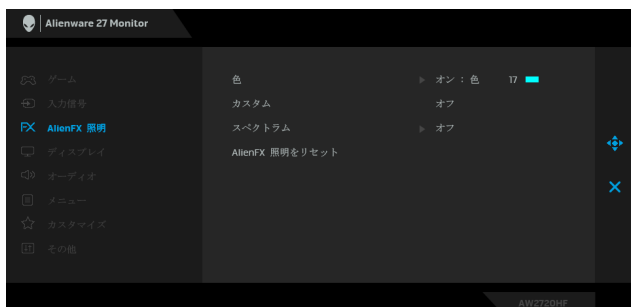 Alienware 27 Monitor
ゲーム
入力信号
AlienFX 照明
ディスプレイ
オーディオ
メニュー
カスタマイズ
その他
色 オン : 色 17
カスタム オフ
スペクトラム オフ
AlienFX 照明をリセット
AW2720HF